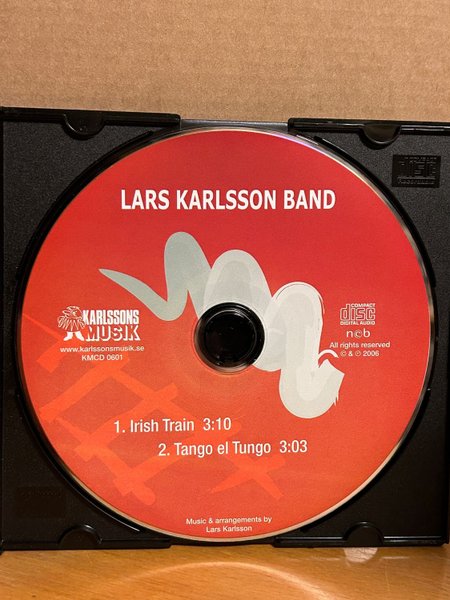 LARS KARLSSON BAND
KARLSSONS
MUSIK
www.karlssonsmusik.se
KMCD 0601
COMPACT
disc
DIGITAL AUDIO
n©b
All rights reserved
© & ℗ 2006
1. Irish Train 3:10
2. Tango el Tungo 3:03
Music & arrangements by
Lars Karlsson